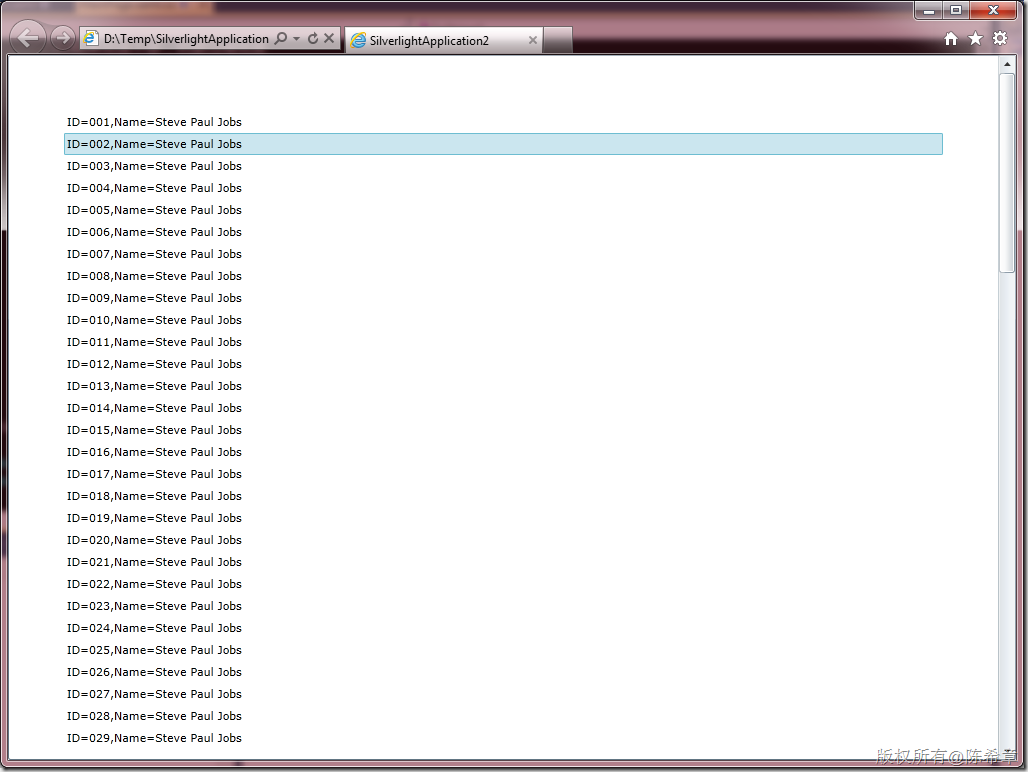 D:\Temp\SilverlightApplication
SilverlightApplication2
ID=001,Name=Steve Paul Jobs
ID=002,Name=Steve Paul Jobs
ID=003,Name=Steve Paul Jobs
ID=004,Name=Steve Paul Jobs
ID=005,Name=Steve Paul Jobs
ID=006,Name=Steve Paul Jobs
ID=007,Name=Steve Paul Jobs
ID=008,Name=Steve Paul Jobs
ID=009,Name=Steve Paul Jobs
ID=010,Name=Steve Paul Jobs
ID=011,Name=Steve Paul Jobs
ID=012,Name=Steve Paul Jobs
ID=013,Name=Steve Paul Jobs
ID=014,Name=Steve Paul Jobs
ID=015,Name=Steve Paul Jobs
ID=016,Name=Steve Paul Jobs
ID=017,Name=Steve Paul Jobs
ID=018,Name=Steve Paul Jobs
ID=019,Name=Steve Paul Jobs
ID=020,Name=Steve Paul Jobs
ID=021,Name=Steve Paul Jobs
ID=022,Name=Steve Paul Jobs
ID=023,Name=Steve Paul Jobs
ID=024,Name=Steve Paul Jobs
ID=025,Name=Steve Paul Jobs
ID=026,Name=Steve Paul Jobs
ID=027,Name=Steve Paul Jobs
ID=028,Name=Steve Paul Jobs
ID=029,Name=Steve Paul Jobs
版权所有@陈希章